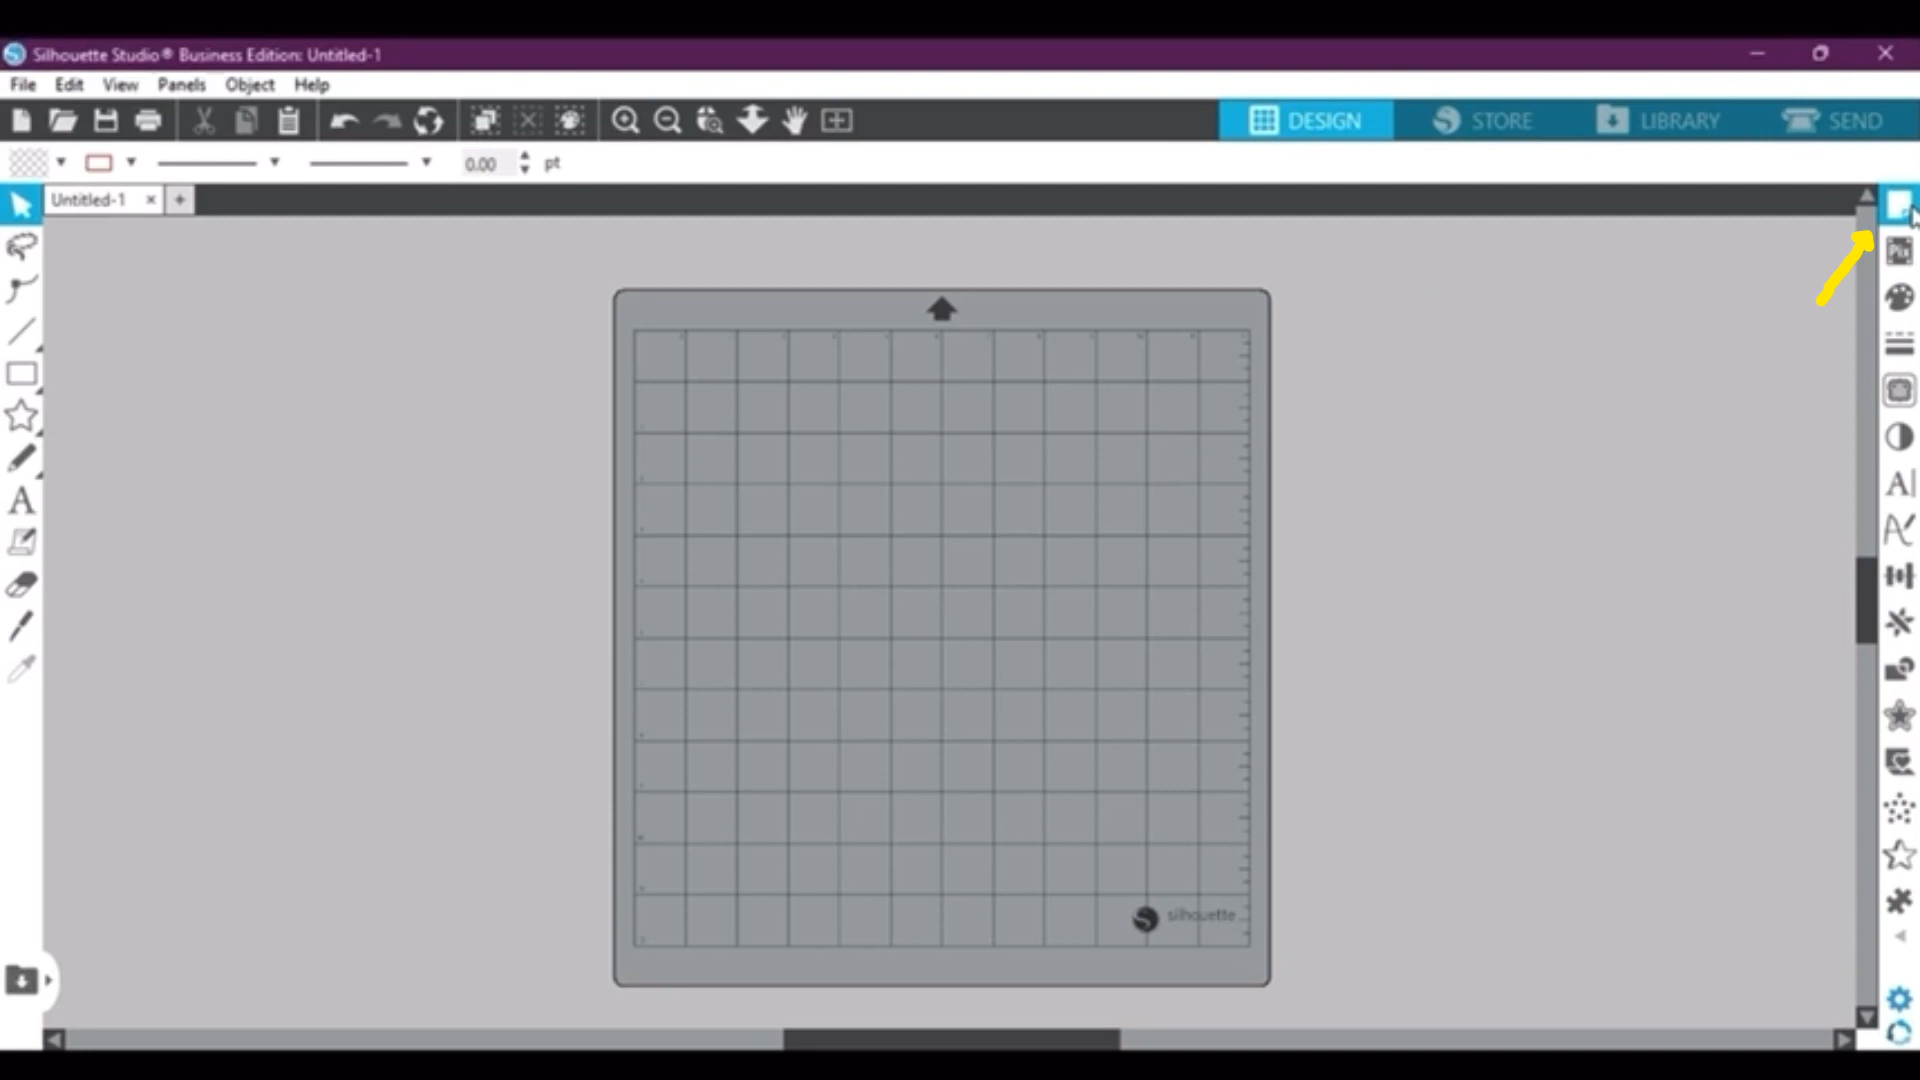 Silhouette Studio® Business Edition: Untitled-1
File Edit View Panels Object Help
DESIGN STORE LIBRARY SEND
0.00 pt
Untitled-1
Pix
A
A
silhouette